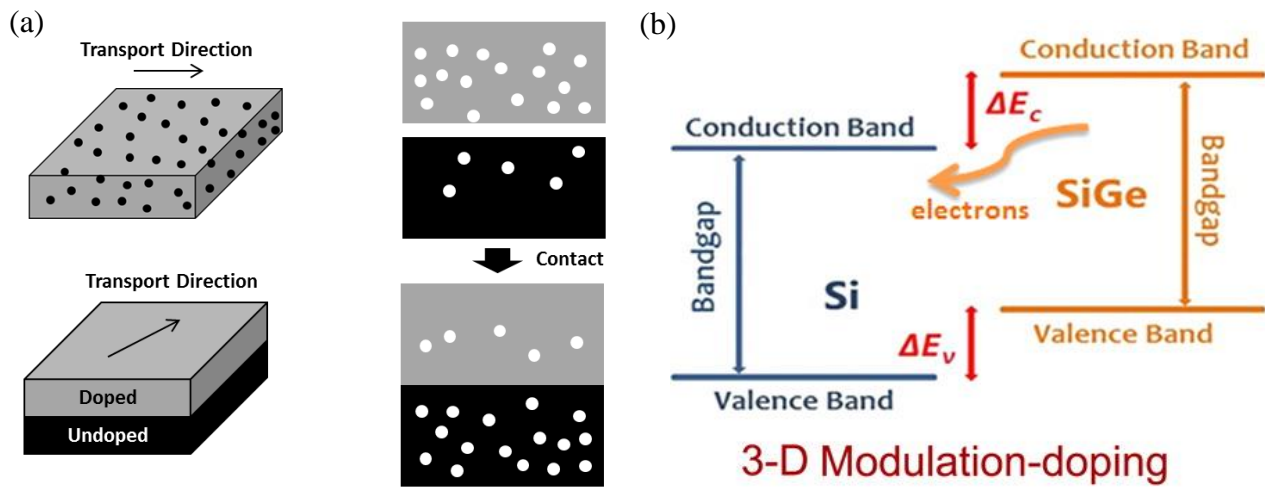 (a)
Transport Direction
Contact
Transport Direction
Doped
Undoped
(b)
Conduction Band
ΔEc
Conduction Band
electrons
SiGe
Bandgap
Bandgap
Si
ΔEv
Valence Band
Valence Band
3-D Modulation-doping